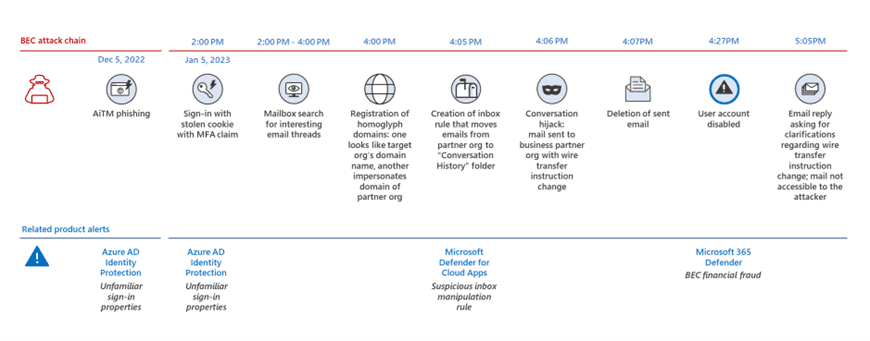 BEC attack chain
2:00 PM
2:00 PM - 4:00 PM
4:00 PM
4:05 PM
4:06 PM
4:07PM
4:27PM
5:05PM
Dec 5, 2022
Jan 5, 2023
AiTM phishing
Sign-in with
stolen cookie
with MFA claim
Mailbox search
for interesting
email threads
Registration of
homoglyph
domains: one
looks like target
org's domain
name, another
impersonates
domain of
partner org
Creation of inbox
rule that moves
emails from
partner org to
"Conversation
History" folder
Conversation
hijack:
mail sent to
business partner
org with wire
transfer
instruction
change
Deletion of sent
email
User account
disabled
Email reply
asking for
clarifications
regarding wire
transfer
instruction
change; mail not
accessible to the
attacker
Related product alerts
Azure AD
Identity
Protection
Unfamiliar
sign-in
properties
Azure AD
Identity
Protection
Unfamiliar
sign-in
properties
Microsoft
Defender for
Cloud Apps
Suspicious inbox
manipulation
rule
Microsoft 365
Defender
BEC financial fraud